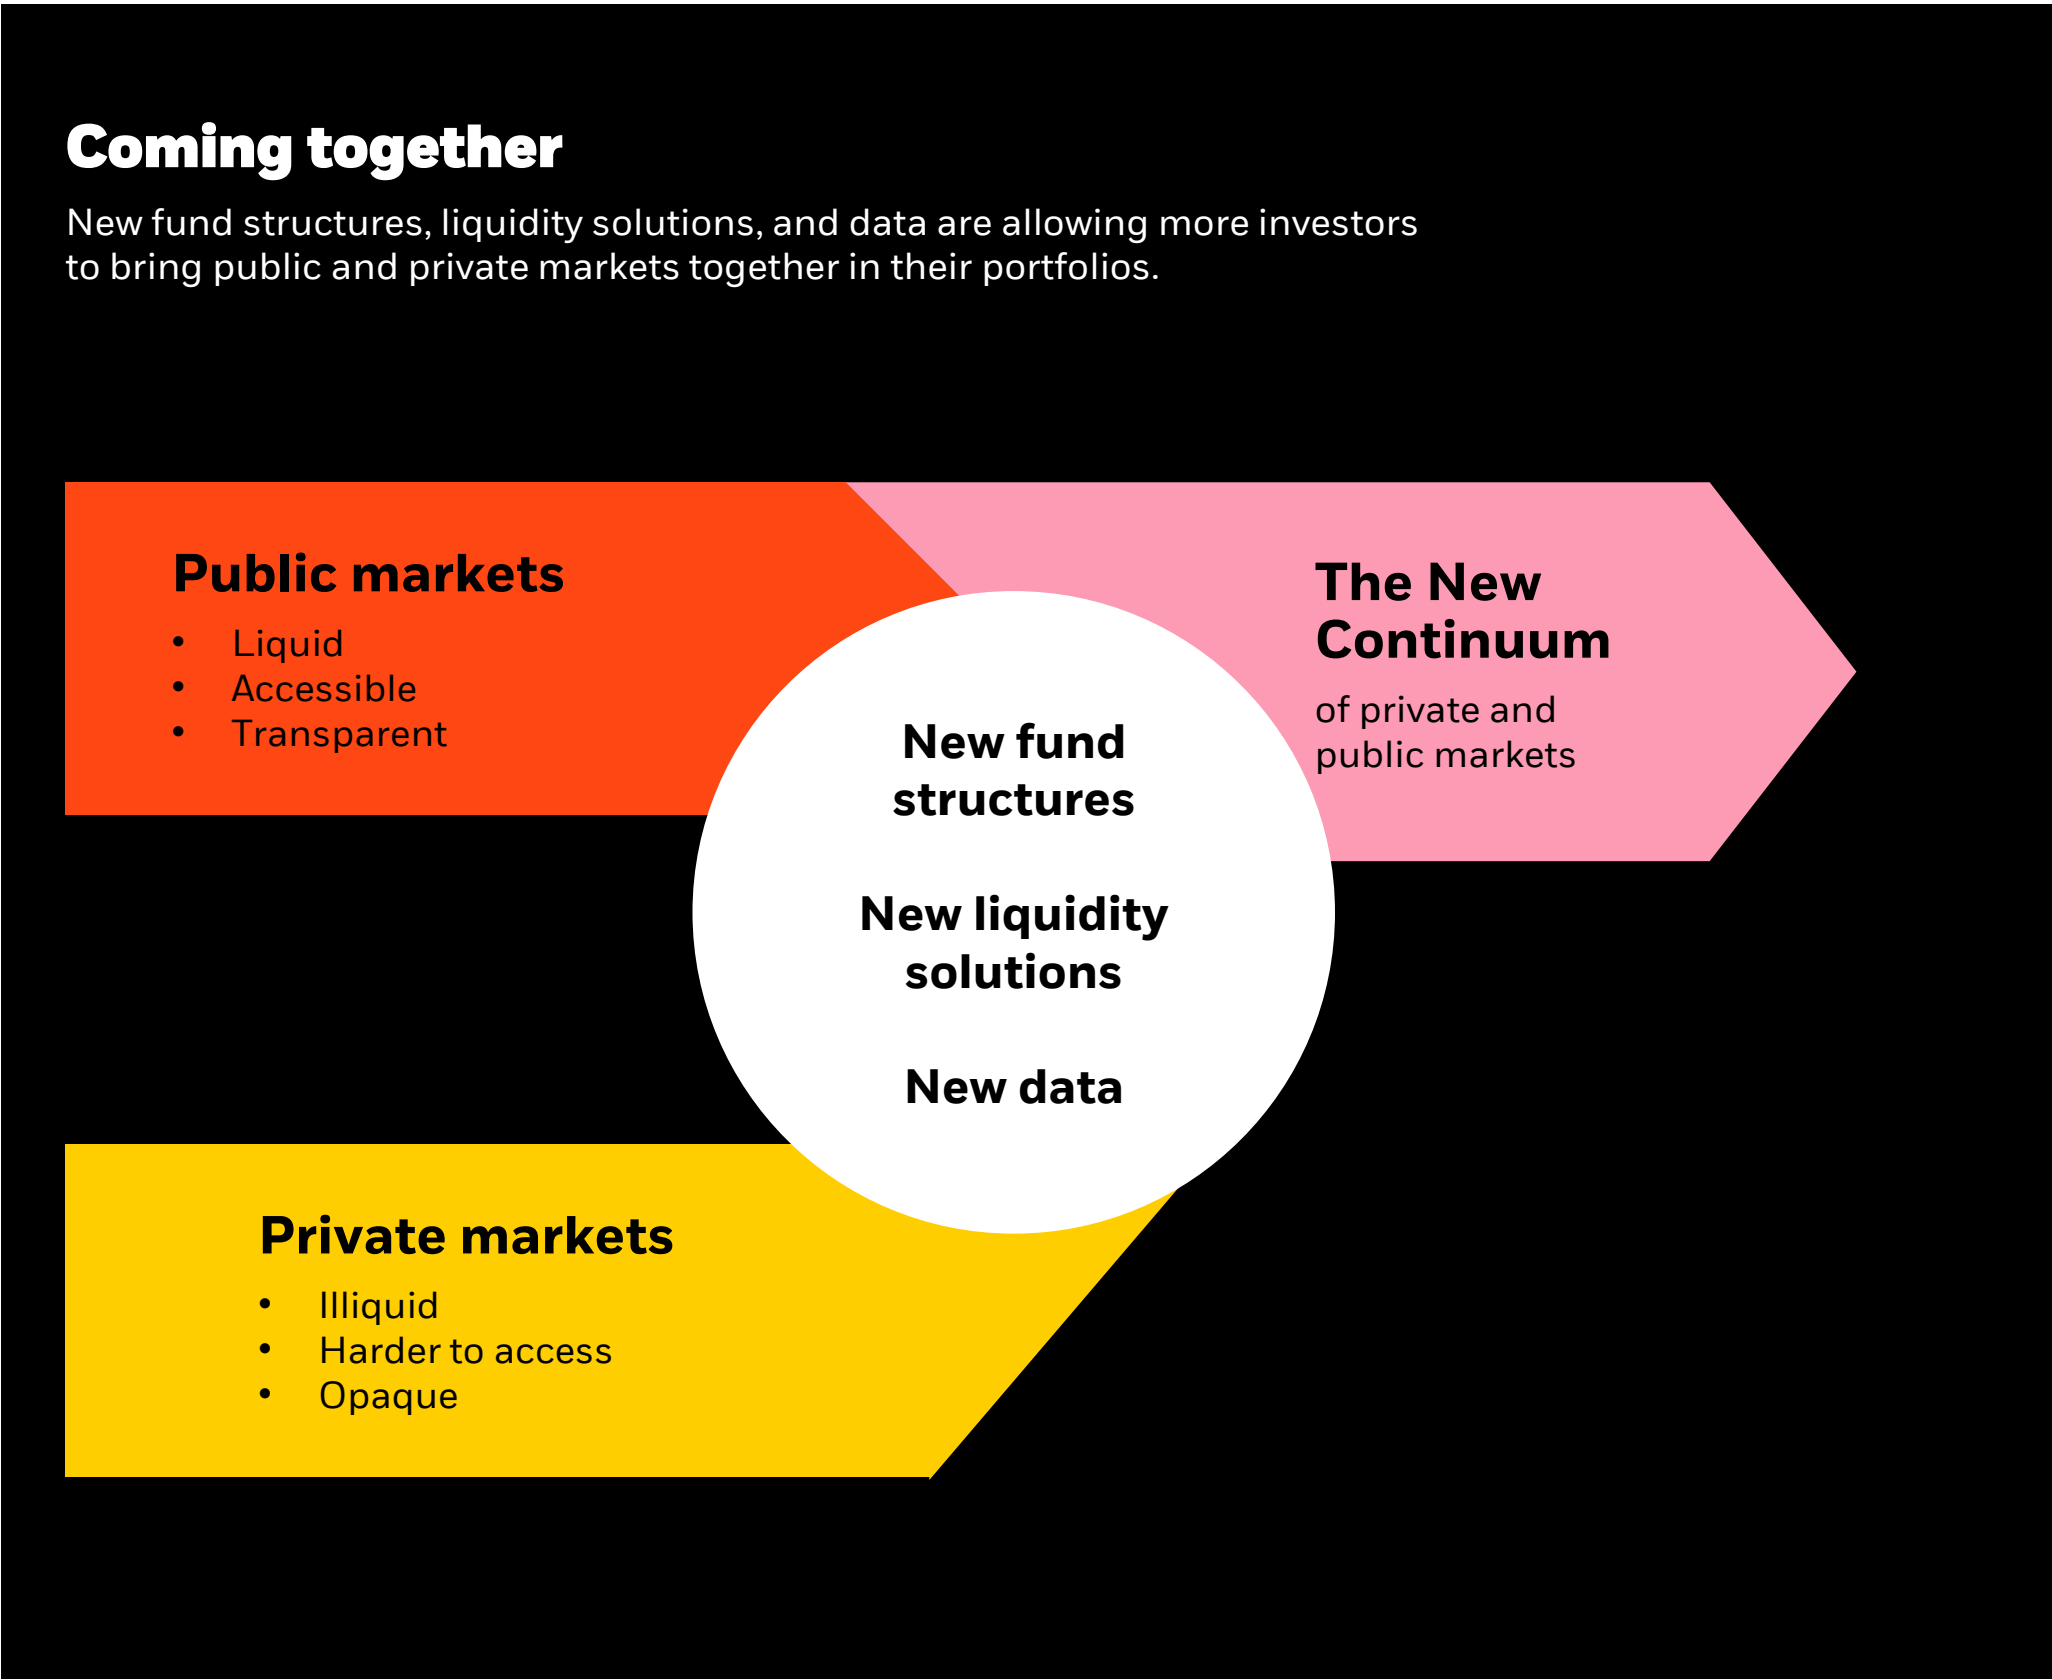 Coming together
New fund structures, liquidity solutions, and data are allowing more investors
to bring public and private markets together in their portfolios.
Public markets
• Liquid
• Accessible
• Transparent
The New
Continuum
of private and
public markets
New fund
structures
New liquidity
solutions
New data
Private markets
• Illiquid
• Harder to access
• Opaque